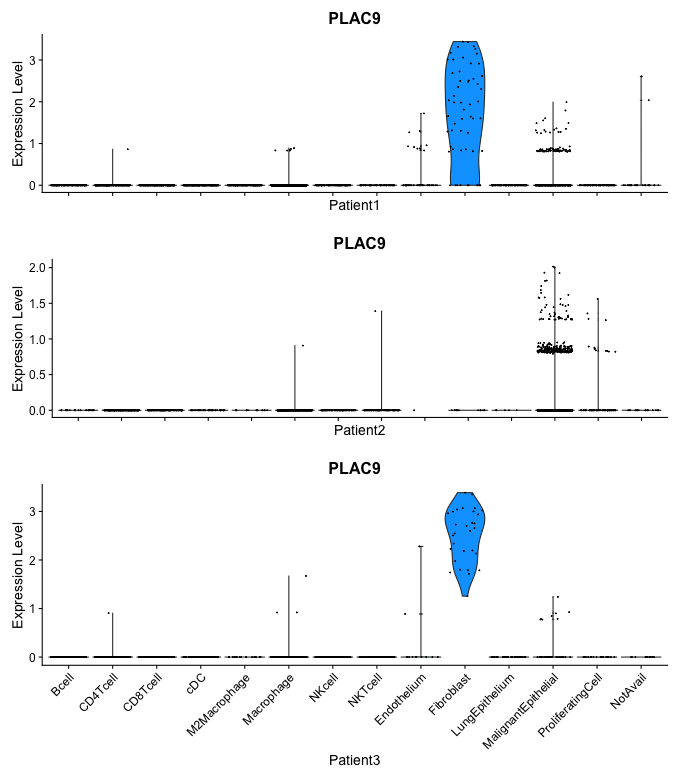 PLAC9
Expression Level
3
2
1
0
Patient1
PLAC9
Expression Level
2.0
1.5
1.0
0.5
0.0
Patient2
PLAC9
Expression Level
3
2
1
0
Bcell
CD4Tcell
CD8Tcell
cDC
M2Macrophage
Macrophage
NKcell
NKTcell
Endothelium
Fibroblast
LungEpithelium
MalignantEpithelial
ProliferatingCell
NotAvail
Patient3